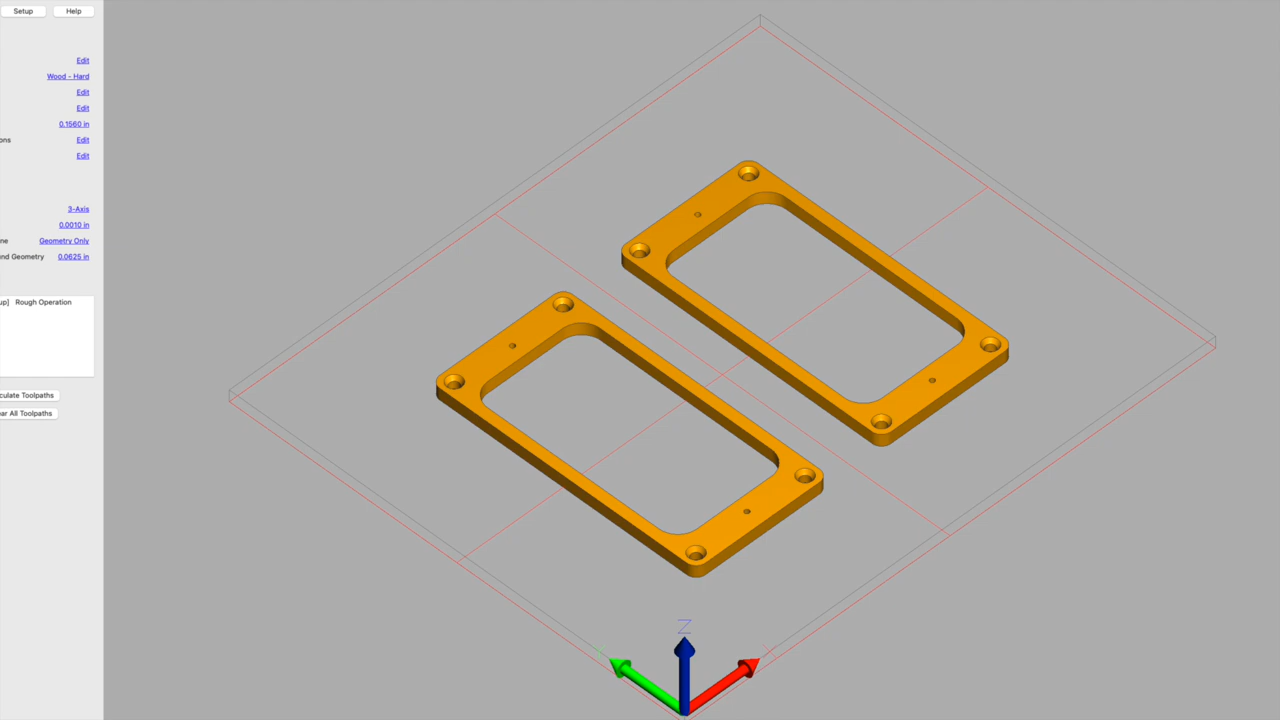 Setup Help
Edit
Wood - Hard
Edit
Edit
0.1560 in
ons Edit
Edit
3-Axis
0.0010 in
ne Geometry Only
nd Geometry 0.0625 in
up] Rough Operation
culate Toolpaths
ear All Toolpaths
Z